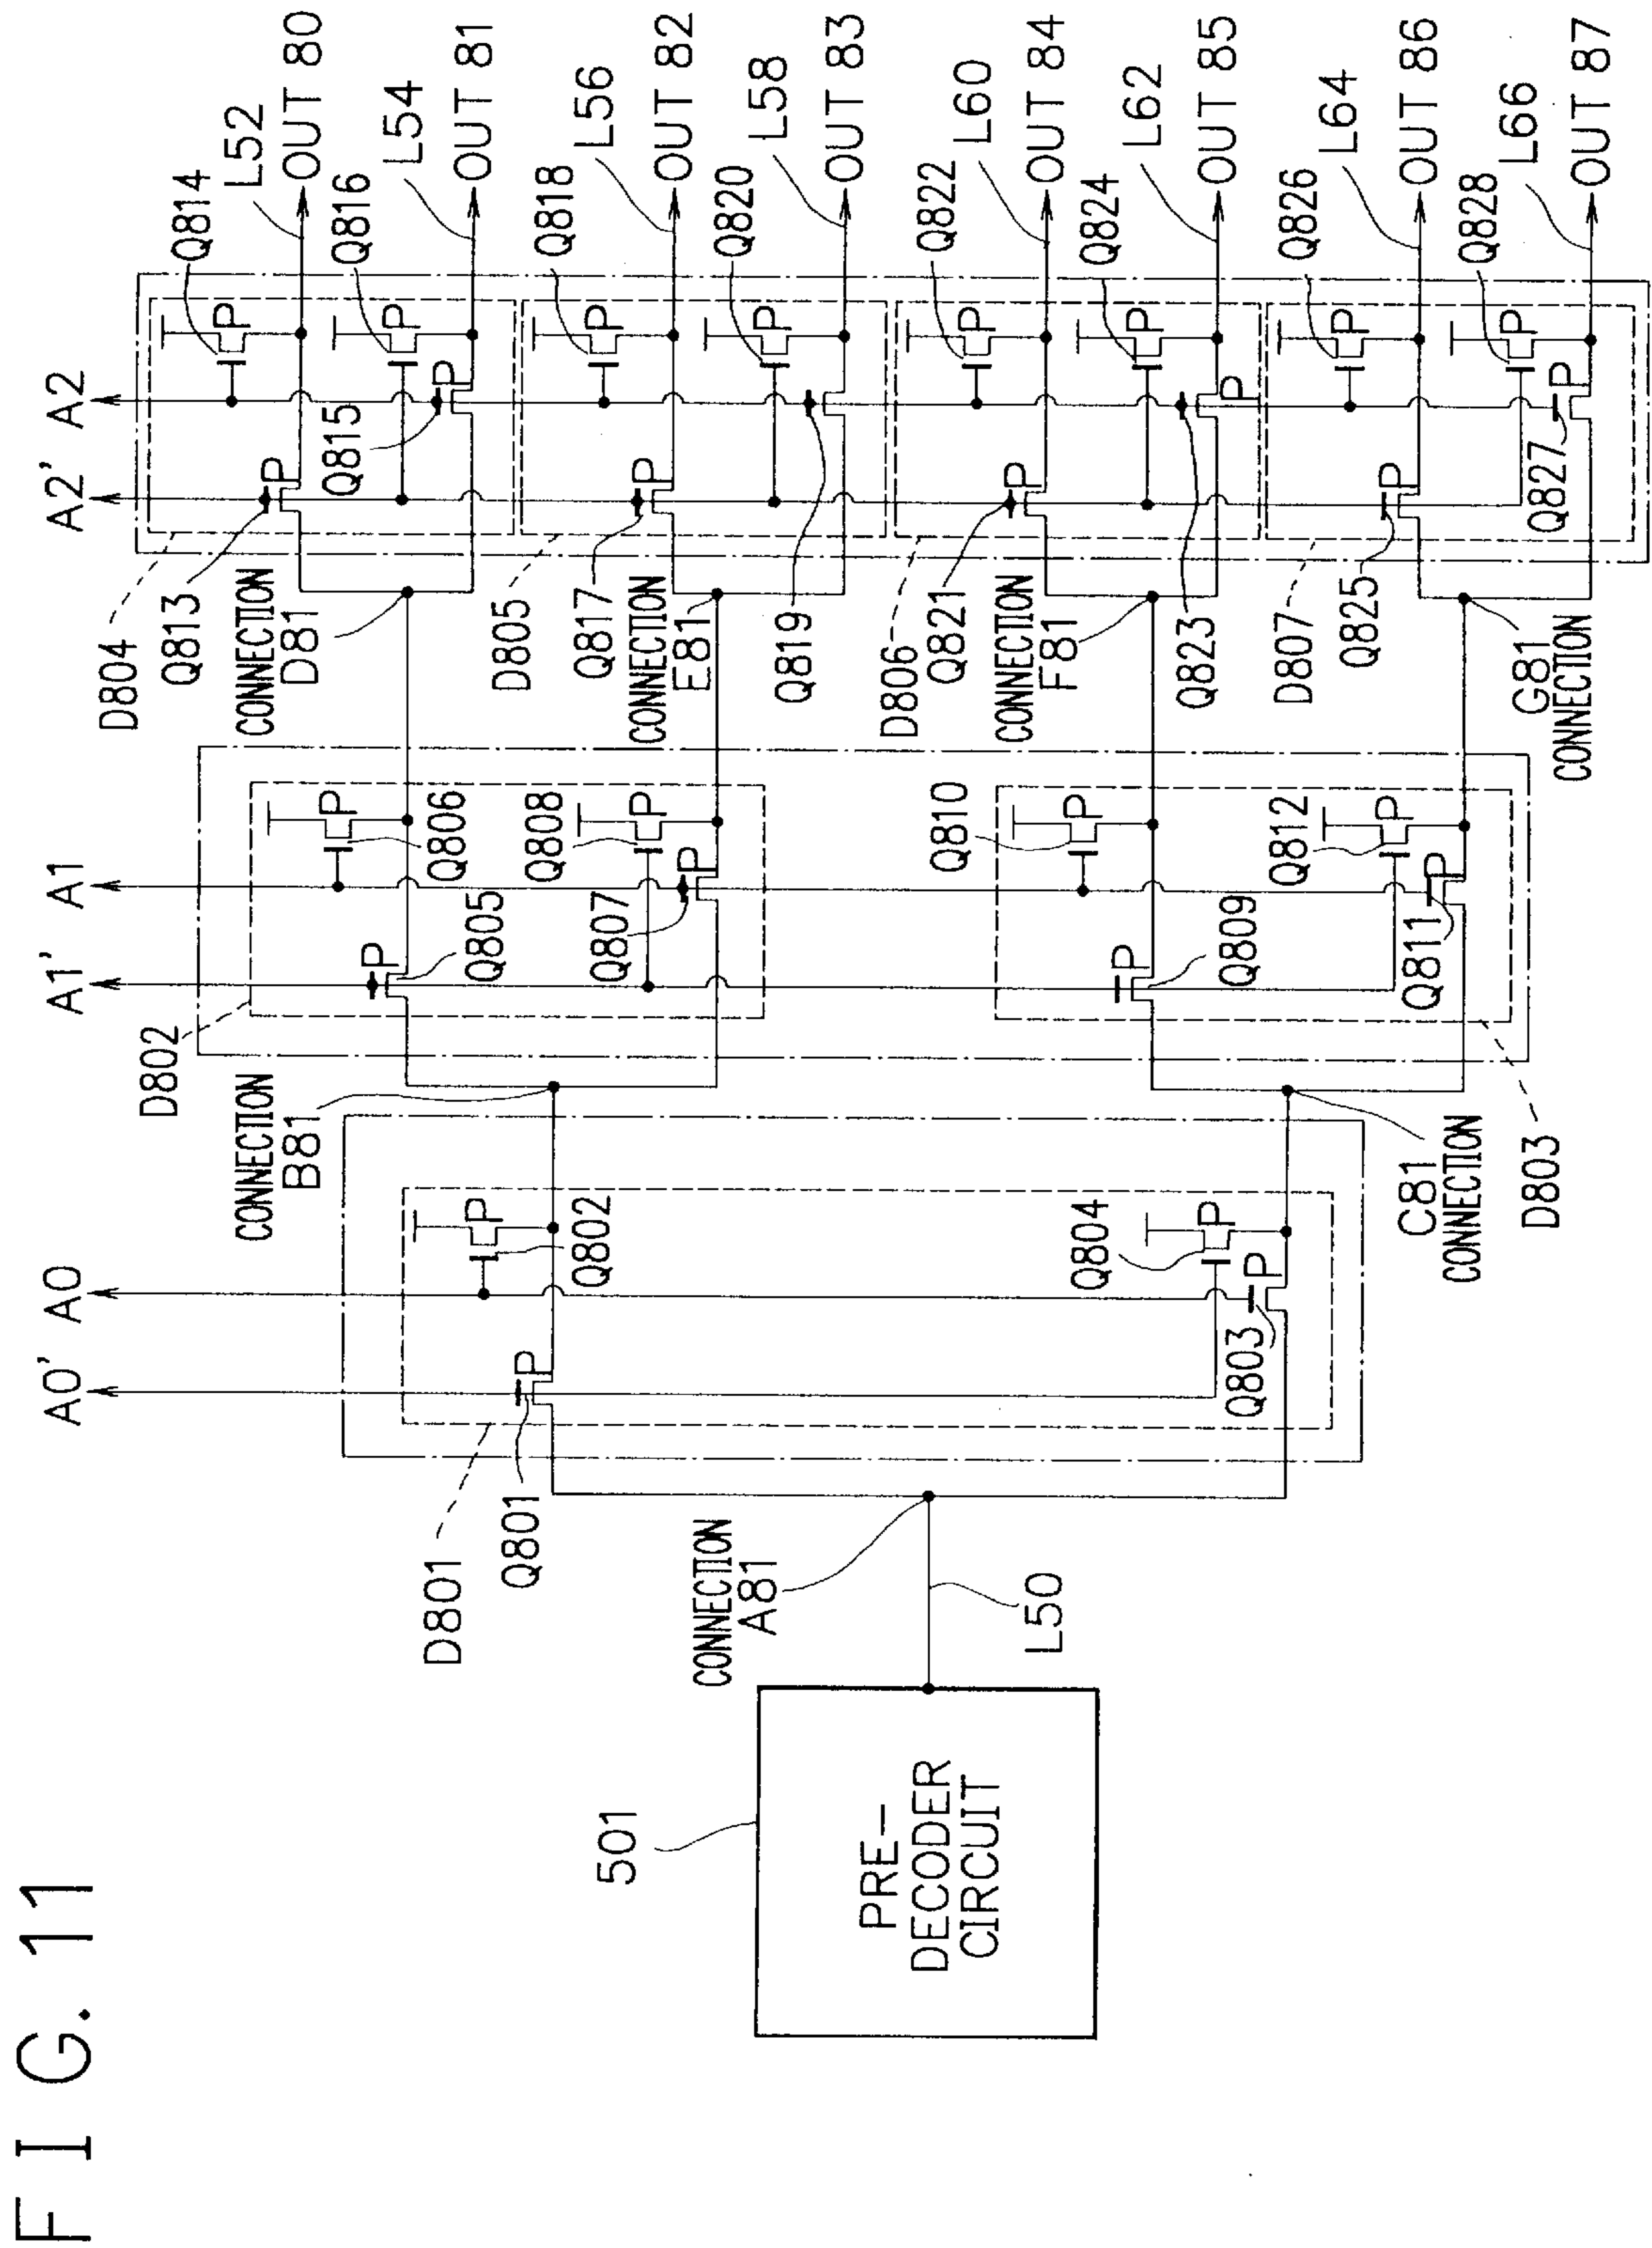 FIG. 11
A0' A0 A1' A1 A2' A2
501
PRE-
DECODER
CIRCUIT
L50
CONNECTION
A81
D801
Q801
P
Q802
P
Q803
P
Q804
P
CONNECTION
B81
C81
CONNECTION
D802
Q805
P
Q806
P
Q807
P
Q808
P
D803
Q809
P
Q810
P
Q811
P
Q812
P
CONNECTION
D81
CONNECTION
E81
CONNECTION
F81
G81
CONNECTION
D804
Q813
P
Q814
P
Q815
P
Q816
P
D805
Q817
P
Q818
P
Q819
Q820
P
D806
Q821
P
Q822
P
Q823
P
Q824
P
D807
Q825
P
Q826
P
Q827
P
Q828
P
L52
OUT 80
L54
OUT 81
L56
OUT 82
L58
OUT 83
L60
OUT 84
L62
OUT 85
L64
OUT 86
L66
OUT 87